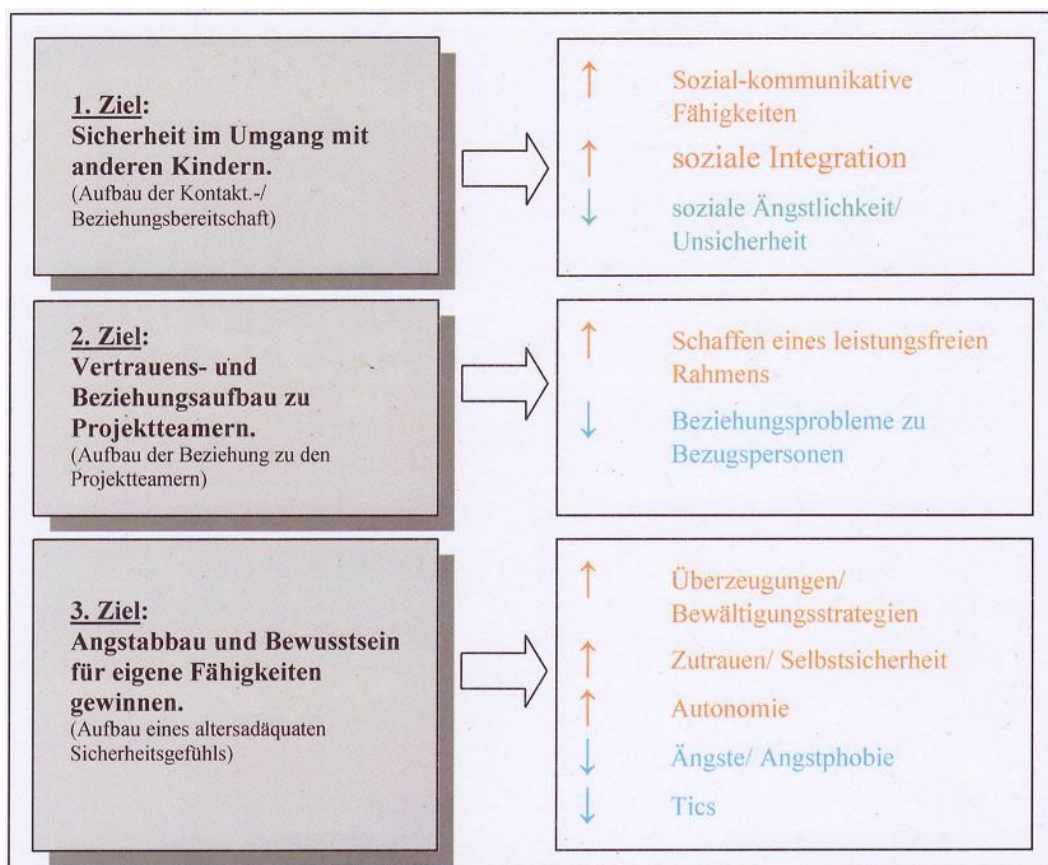 1. Ziel:
Sicherheit im Umgang mit
anderen Kindern.
(Aufbau der Kontakt.-/
Beziehungsbereitschaft)
↑ Sozial-kommunikative
Fähigkeiten
↑ soziale Integration
↓ soziale Ängstlichkeit/
Unsicherheit
2. Ziel:
Vertrauens- und
Beziehungsaufbau zu
Projektteamern.
(Aufbau der Beziehung zu den
Projektteamern)
↑ Schaffen eines leistungsfreien
Rahmens
↓ Beziehungsprobleme zu
Bezugspersonen
3. Ziel:
Angstabbau und Bewusstsein
für eigene Fähigkeiten
gewinnen.
(Aufbau eines altersadäquaten
Sicherheitsgefühls)
↑ Überzeugungen/
Bewältigungsstrategien
↑ Zutrauen/ Selbstsicherheit
↑ Autonomie
↓ Ängste/ Angstphobie
↓ Tics